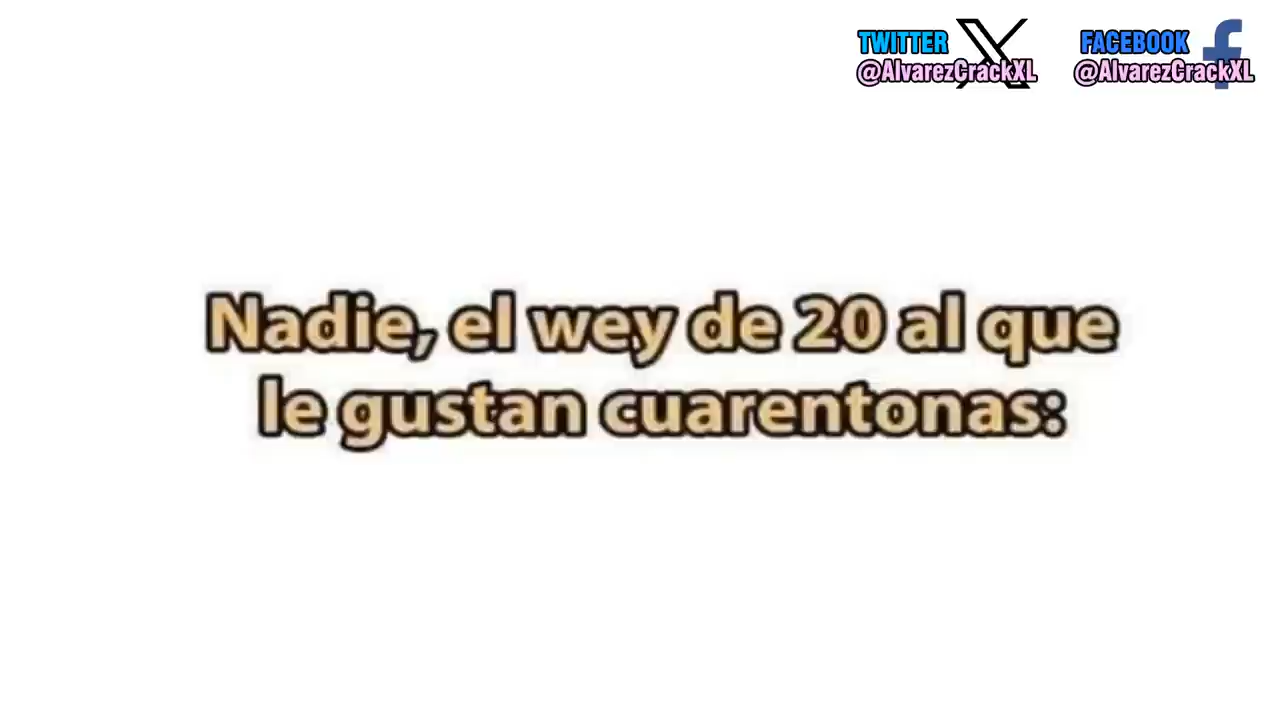 TWITTER
@AlvarezCrackXL
FACEBOOK
@AlvarezCrackXL
Nadie, el wey de 20 al que
le gustan cuarentonas: